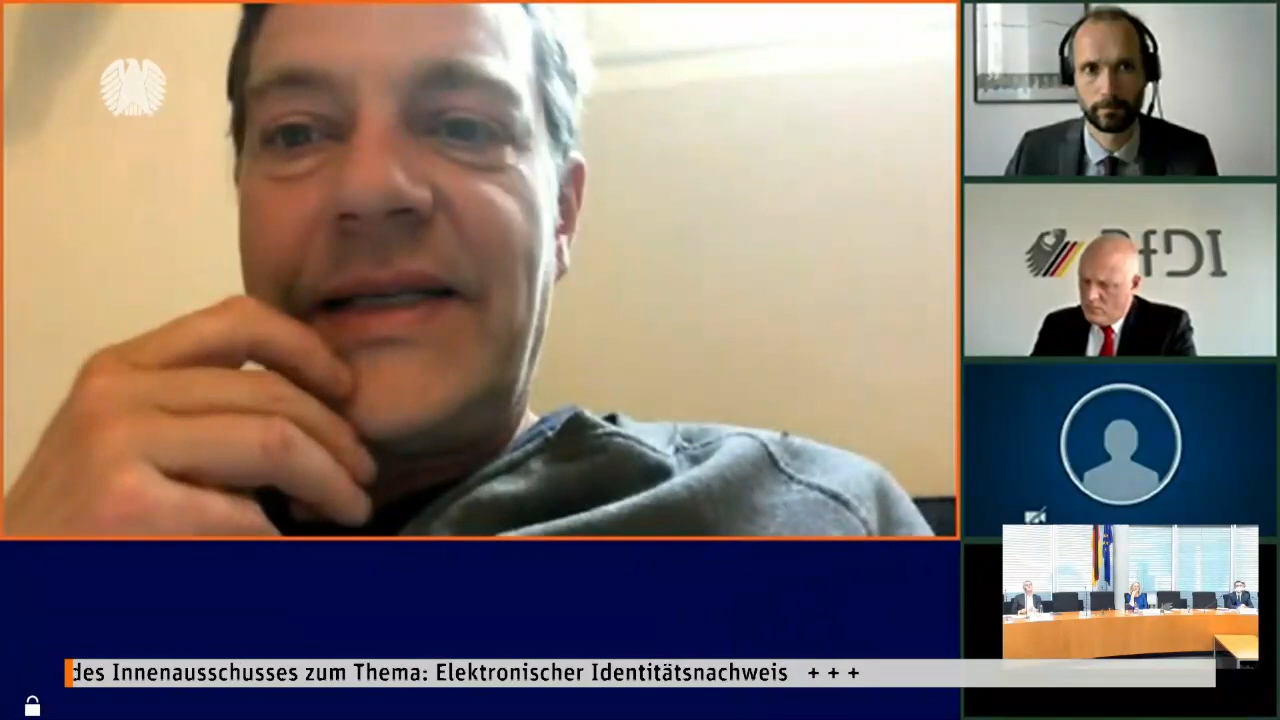 BfDI
des Innenausschusses zum Thema: Elektronischer Identitätsnachweis +++